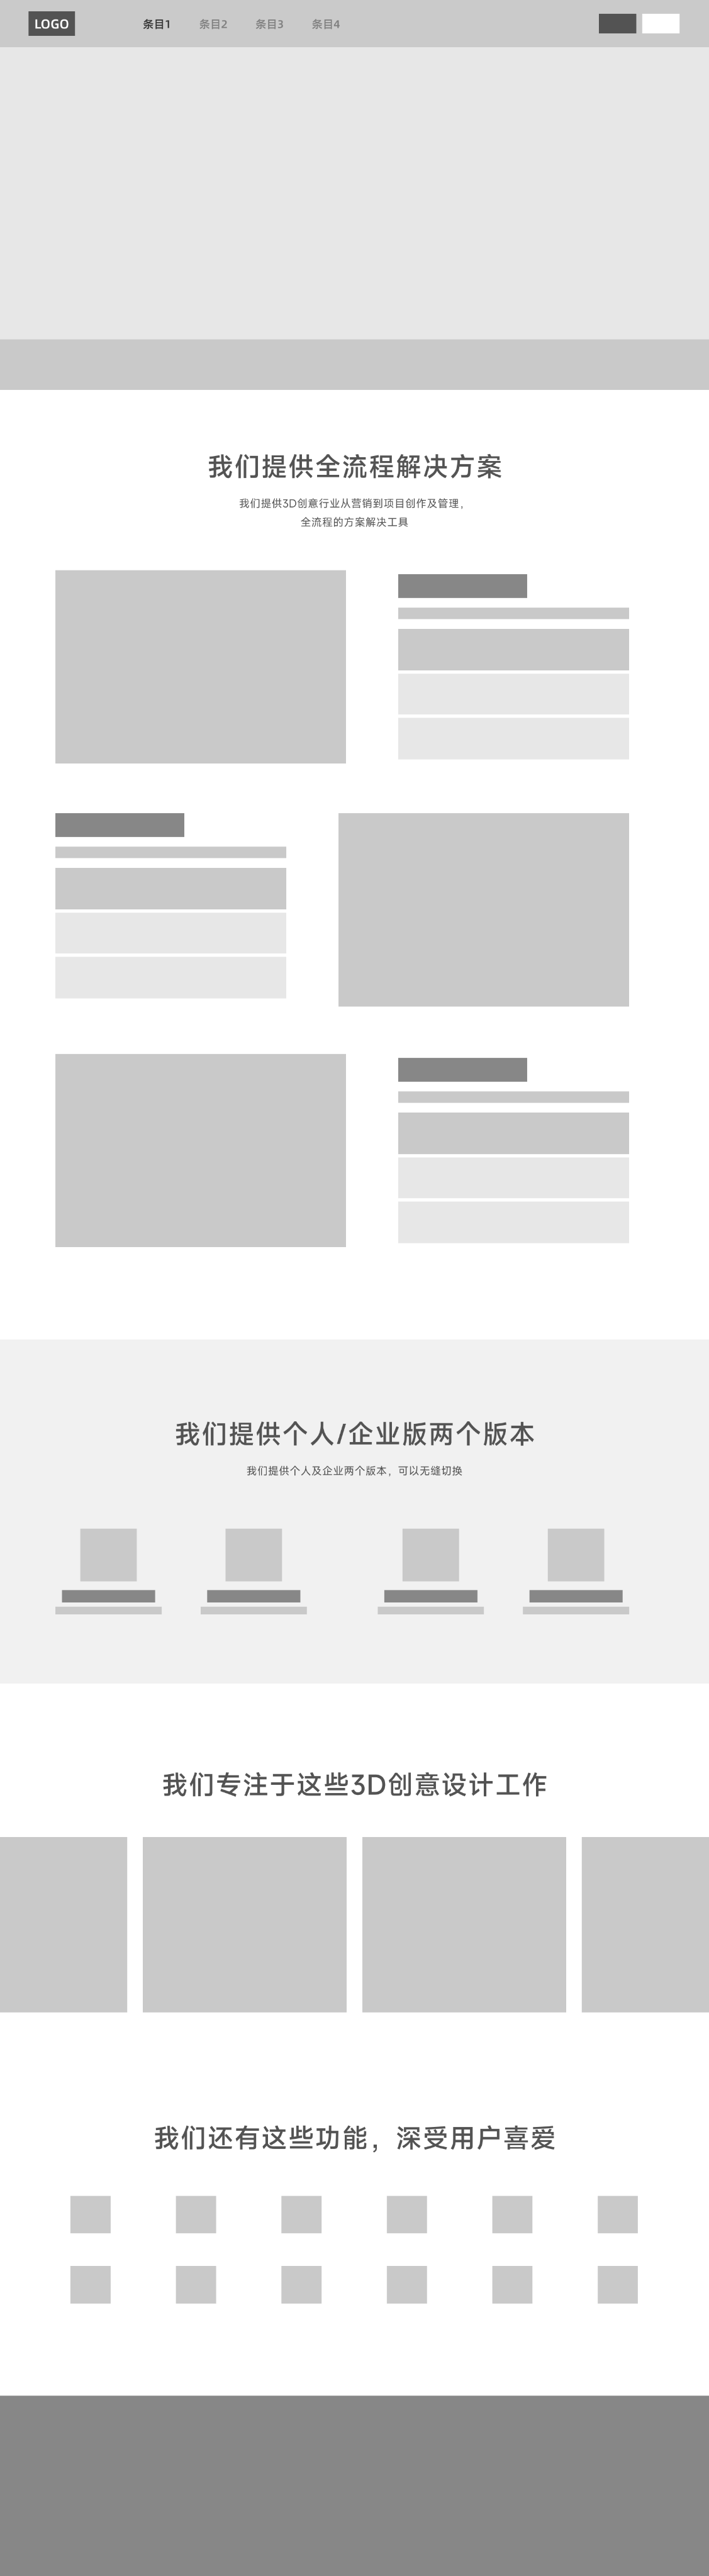 LOGO
条目1
条目2
条目3
条目4
我们提供全流程解决方案
我们提供3D创意行业从营销到项目创作及管理，
全流程的方案解决工具
我们提供个人/企业版两个版本
我们提供个人及企业两个版本，可以无缝切换
我们专注于这些3D创意设计工作
我们还有这些功能，深受用户喜爱